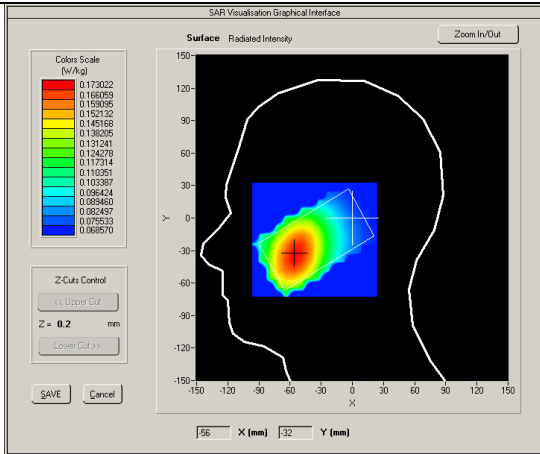 SAR Visualisation Graphical Interface
Surface Radiated Intensity
Zoom In/Out
Colors Scale
(W/kg)
0.173022
0.166059
0.159095
0.152132
0.145168
0.138205
0.131241
0.124278
0.117314
0.110351
0.103387
0.096424
0.089460
0.082497
0.075533
0.068570
Z-Cuts Control
<< Upper Cut
Z = 0.2 mm
Lower Cut >>
SAVE Cancel
150
120
90
60
30
0
-30
-60
-90
-120
-150
Y
-150 -120 -90 -60 -30 0 30 60 90 120 150
X
-56 X (mm) -32 Y (mm)